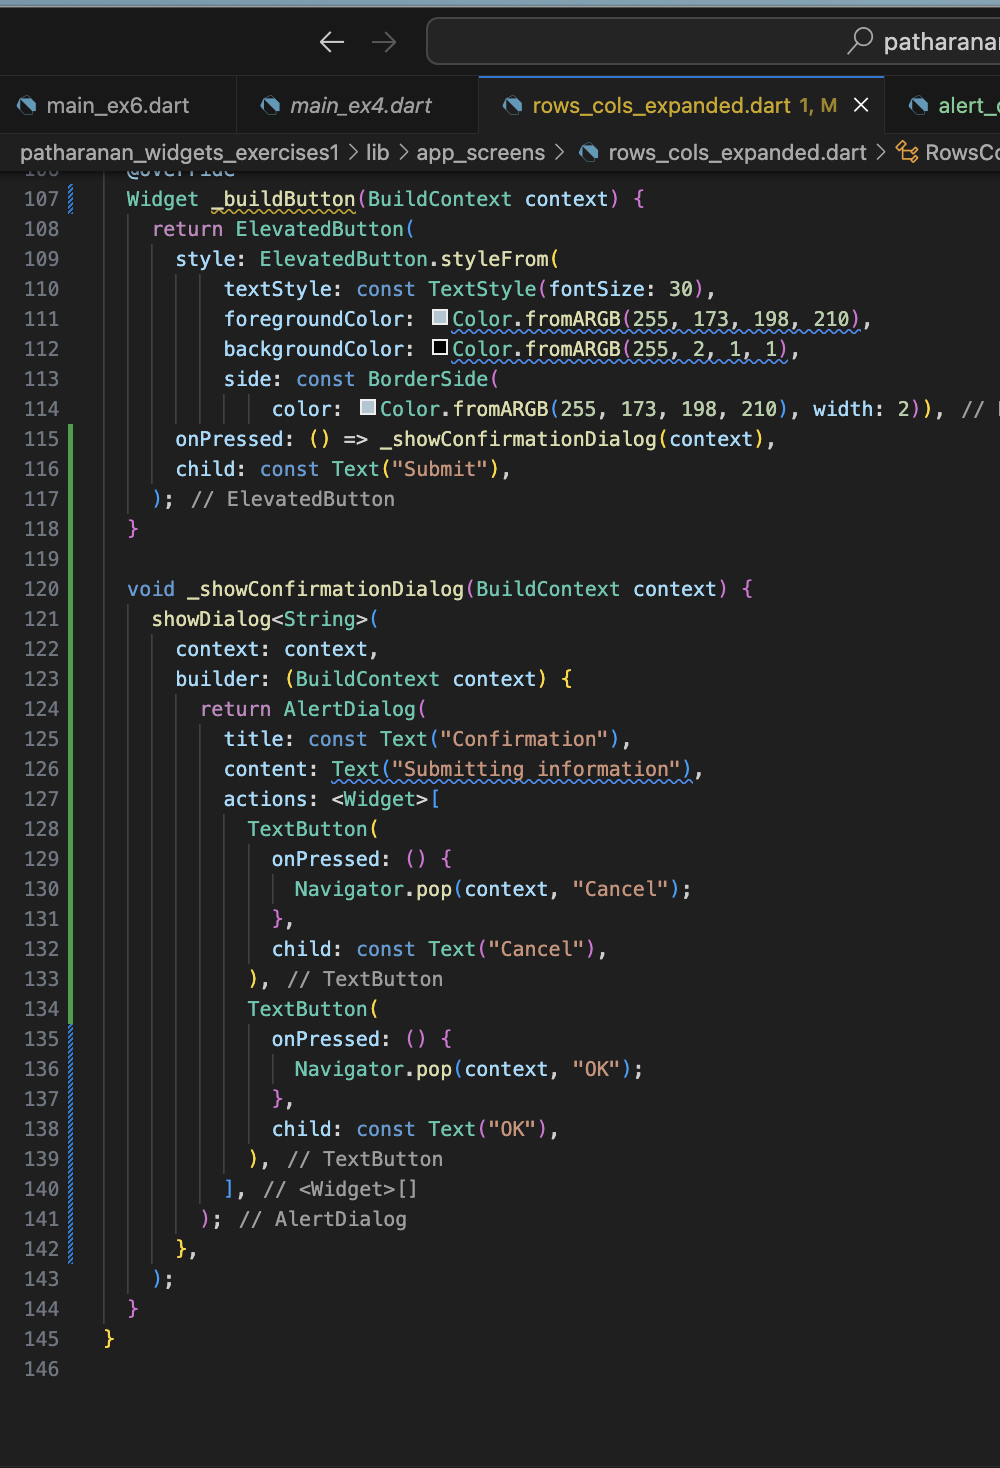 patharanan
main_ex6.dart
main_ex4.dart
rows_cols_expanded.dart 1, M
alert_
patharanan_widgets_exercises1 > lib > app_screens > rows_cols_expanded.dart > RowsCo
106 @override
107 Widget _buildButton(BuildContext context) {
108 return ElevatedButton(
109 style: ElevatedButton.styleFrom(
110 textStyle: const TextStyle(fontSize: 30),
111 foregroundColor: Color.fromARGB(255, 173, 198, 210),
112 backgroundColor: Color.fromARGB(255, 2, 1, 1),
113 side: const BorderSide(
114 color: Color.fromARGB(255, 173, 198, 210), width: 2)), //
115 onPressed: () => _showConfirmationDialog(context),
116 child: const Text("Submit"),
117 ); // ElevatedButton
118 }
119
120 void _showConfirmationDialog(BuildContext context) {
121 showDialog<String>(
122 context: context,
123 builder: (BuildContext context) {
124 return AlertDialog(
125 title: const Text("Confirmation"),
126 content: Text("Submitting information"),
127 actions: <Widget>[
128 TextButton(
129 onPressed: () {
130 Navigator.pop(context, "Cancel");
131 },
132 child: const Text("Cancel"),
133 ), // TextButton
134 TextButton(
135 onPressed: () {
136 Navigator.pop(context, "OK");
137 },
138 child: const Text("OK"),
139 ), // TextButton
140 ], // <Widget>[]
141 ); // AlertDialog
142 },
143 );
144 }
145 }
146